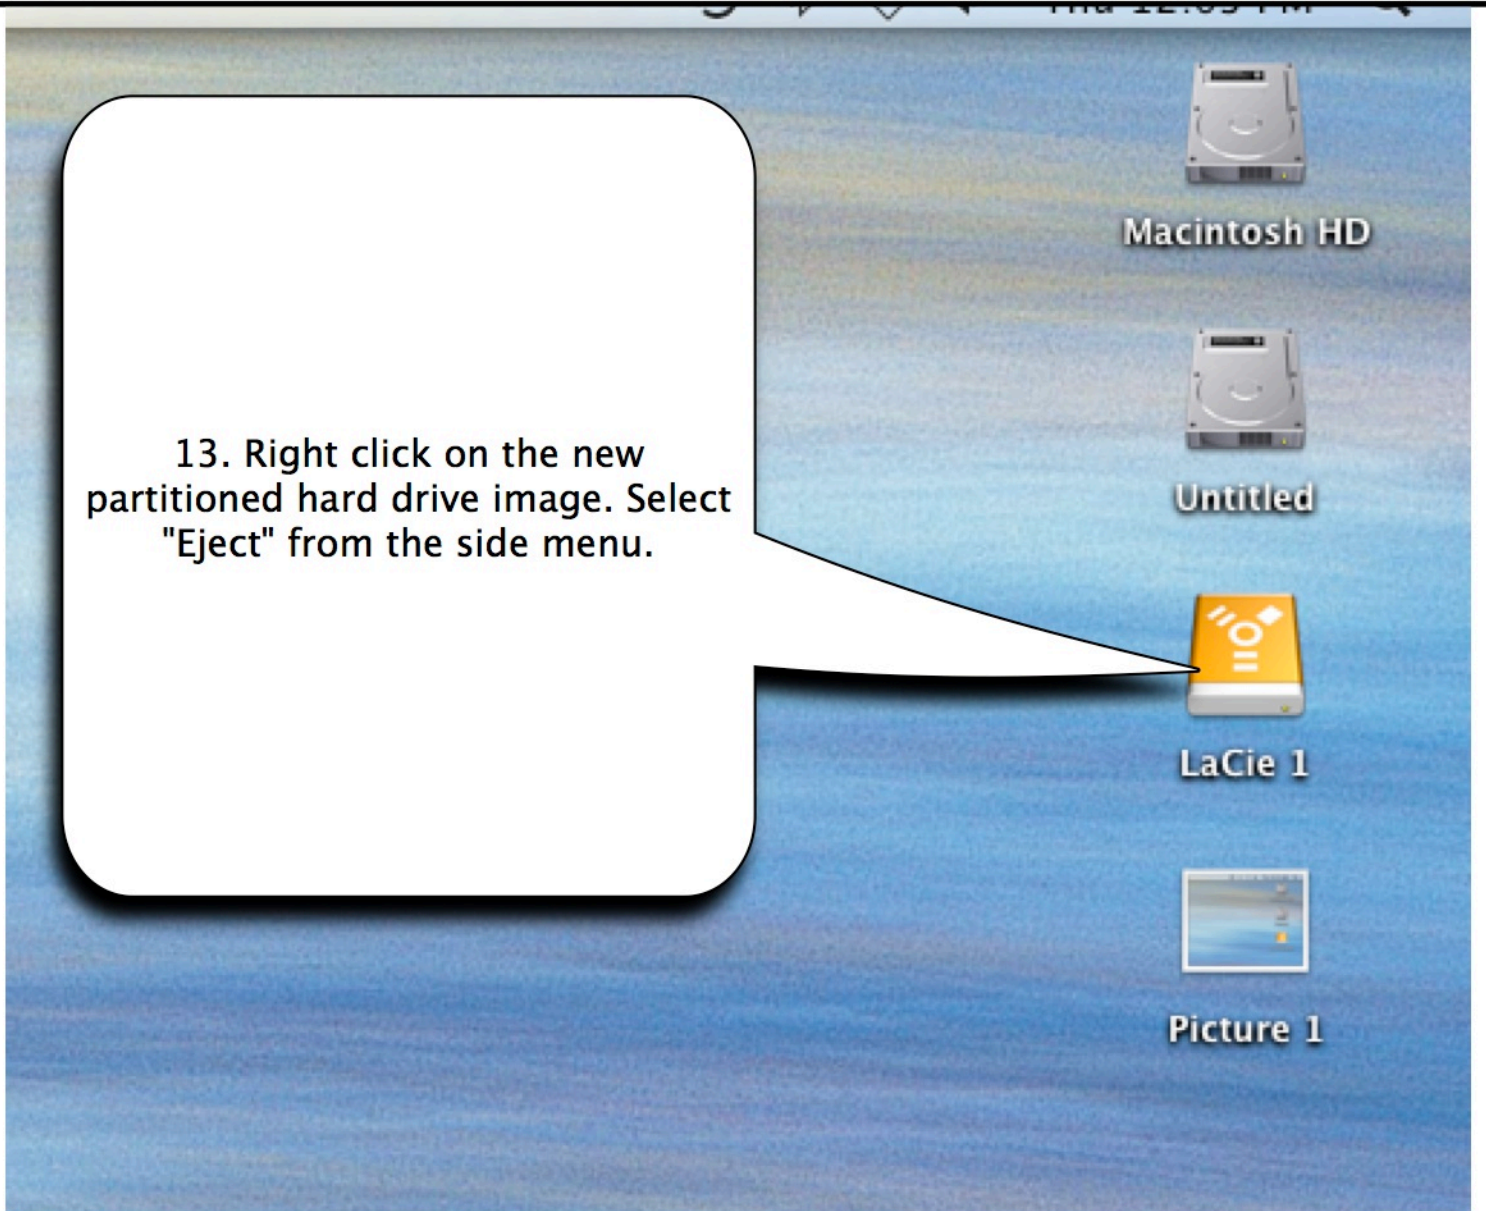 13. Right click on the new
partitioned hard drive image. Select
"Eject" from the side menu.
Macintosh HD
Untitled
LaCie 1
Picture 1